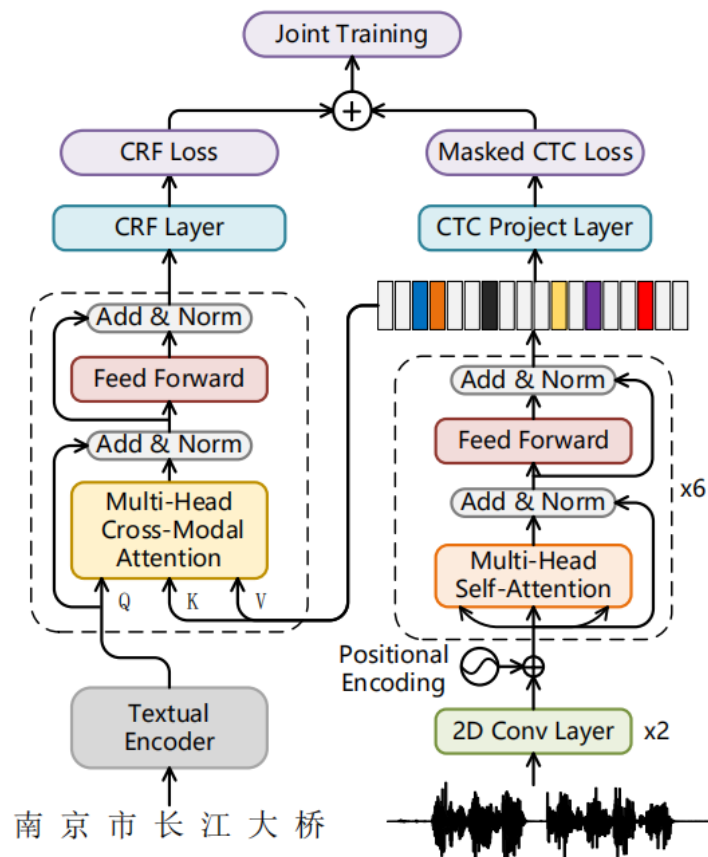 Joint Training
CRF Loss
Masked CTC Loss
CRF Layer
CTC Project Layer
Add & Norm
Feed Forward
Add & Norm
Multi-Head
Cross-Modal
Attention
Q K V
Textual
Encoder
南京市长江大桥
Add & Norm
Feed Forward
Add & Norm
x6
Multi-Head
Self-Attention
Positional
Encoding
2D Conv Layer x2